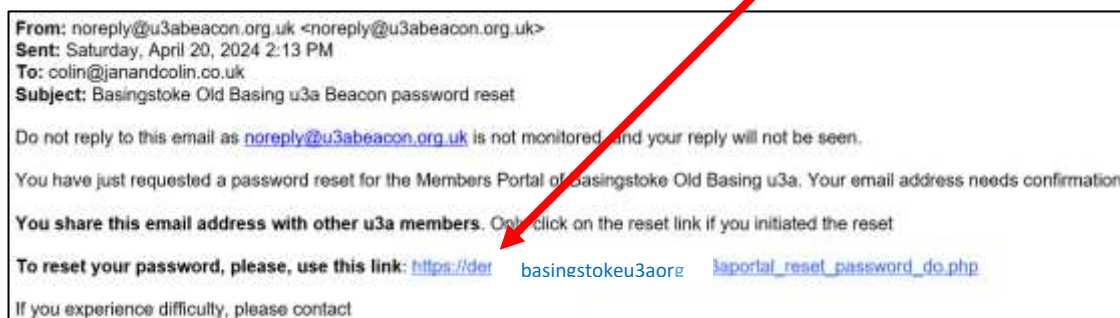 From: noreply@u3abeacon.org.uk <noreply@u3abeacon.org.uk>
Sent: Saturday, April 20, 2024 2:13 PM
To: colin@janandcolin.co.uk
Subject: Basingstoke Old Basing u3a Beacon password reset
Do not reply to this email as noreply@u3abeacon.org.uk is not monitored, and your reply will not be seen.
You have just requested a password reset for the Members Portal of Basingstoke Old Basing u3a. Your email address needs confirmation
You share this email address with other u3a members. Only click on the reset link if you initiated the reset
To reset your password, please, use this link: https://der basingstokeu3aorg 3aportal_reset_password_do.php
If you experience difficulty, please contact